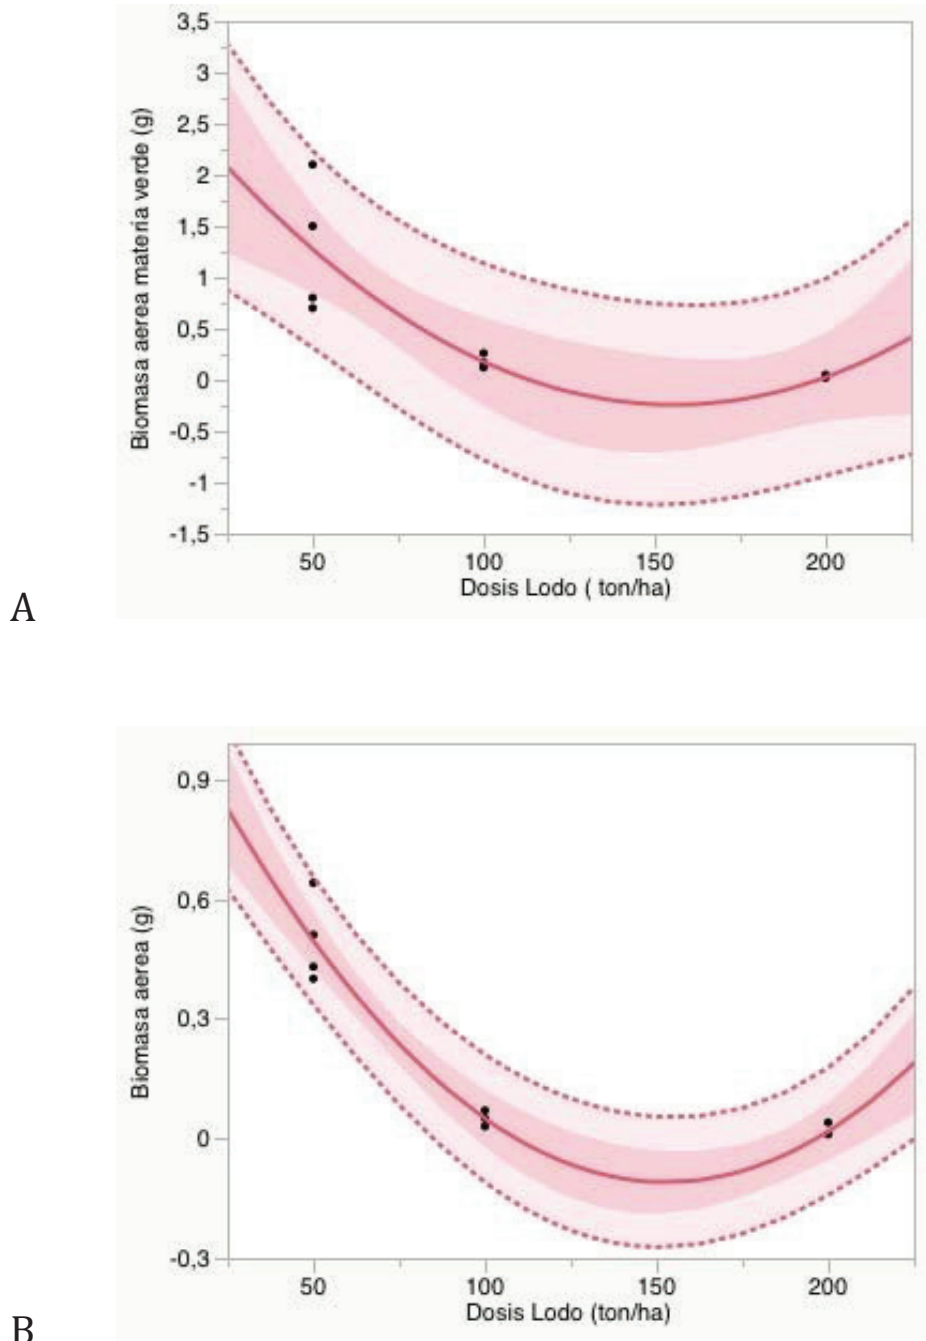 3,5
3
2,5
2
1,5
1
0,5
0
-0,5
-1
-1,5
Biomasa aerea materia verde (g)
50 100 150 200
Dosis Lodo ( ton/ha)
A
0,9
0,6
0,3
0
-0,3
Biomasa aerea (g)
50 100 150 200
Dosis Lodo (ton/ha)
B